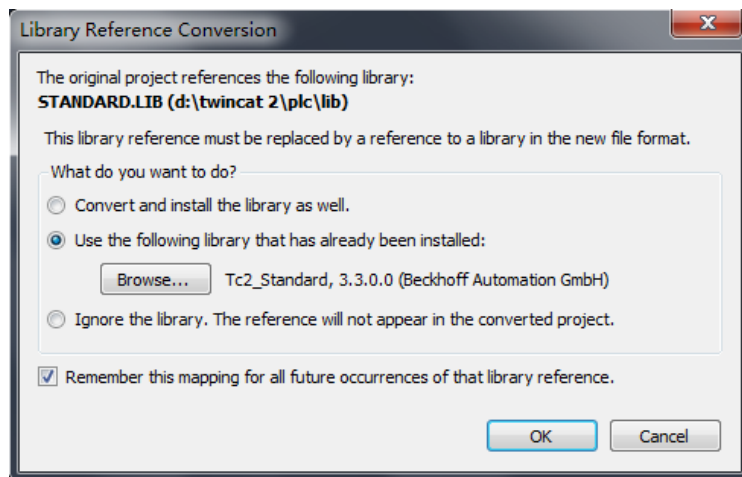 Library Reference Conversion
The original project references the following library:
STANDARD.LIB (d:\twincat 2\plc\lib)
This library reference must be replaced by a reference to a library in the new file format.
What do you want to do?
Convert and install the library as well.
Use the following library that has already been installed:
Browse... Tc2_Standard, 3.3.0.0 (Beckhoff Automation GmbH)
Ignore the library. The reference will not appear in the converted project.
Remember this mapping for all future occurrences of that library reference.
OK Cancel